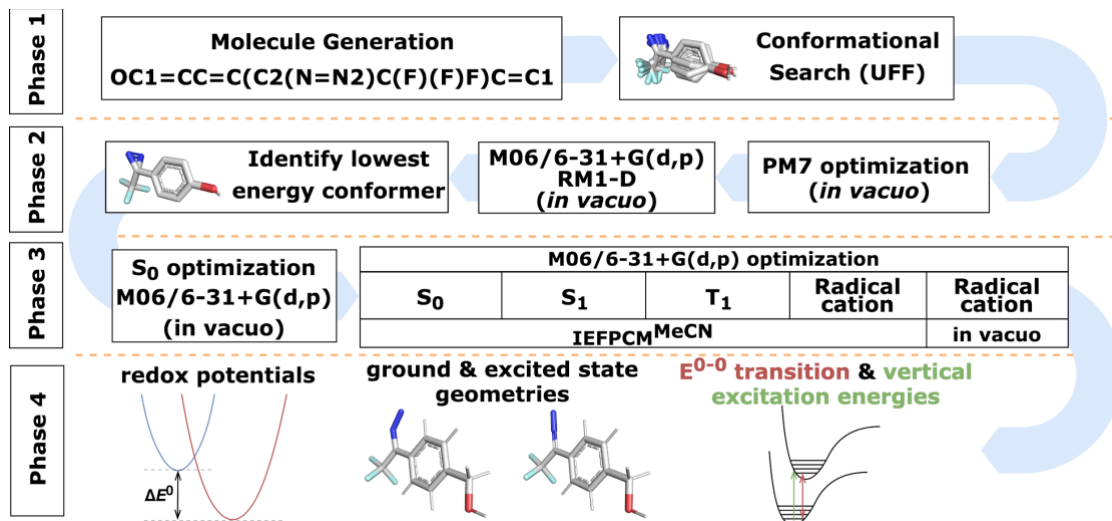 Phase 1
Molecule Generation
OC1=CC=C(C2(N=N2)C(F)(F)F)C=C1
Conformational
Search (UFF)
Phase 2
Identify lowest
energy conformer
M06/6-31+G(d,p)
RM1-D
(in vacuo)
PM7 optimization
(in vacuo)
Phase 3
S₀ optimization
M06/6-31+G(d,p)
(in vacuo)
M06/6-31+G(d,p) optimization
S₀
S₁
T₁
Radical
cation
Radical
cation
IEFPCMᴹᵉᶜᴺ
in vacuo
Phase 4
redox potentials
ΔE⁰
ground & excited state
geometries
E⁰⁻⁰ transition & vertical
excitation energies